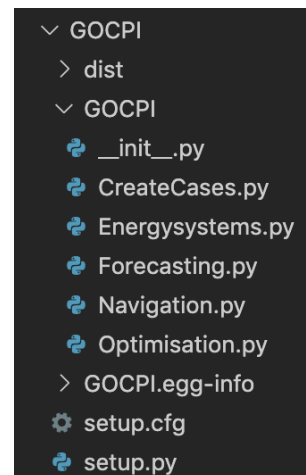 GOCPI
dist
GOCPI
__init__.py
CreateCases.py
Energysystems.py
Forecasting.py
Navigation.py
Optimisation.py
GOCPI.egg-info
setup.cfg
setup.py